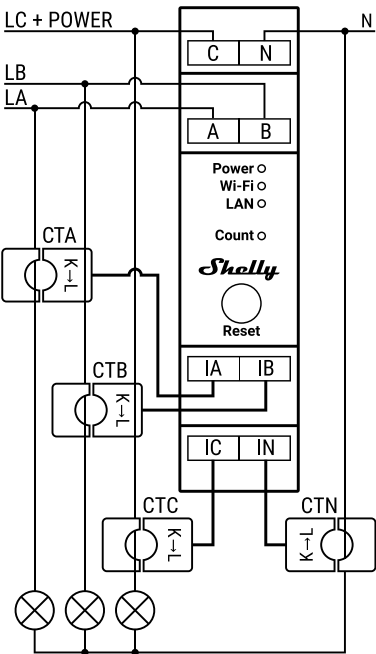 LC + POWER
N
C N
LB
LA
A B
Power
Wi-Fi
LAN
Count
Shelly
Reset
CTA
K→L
IA IB
CTB
K→L
IC IN
CTC
K→L
CTN
K→L